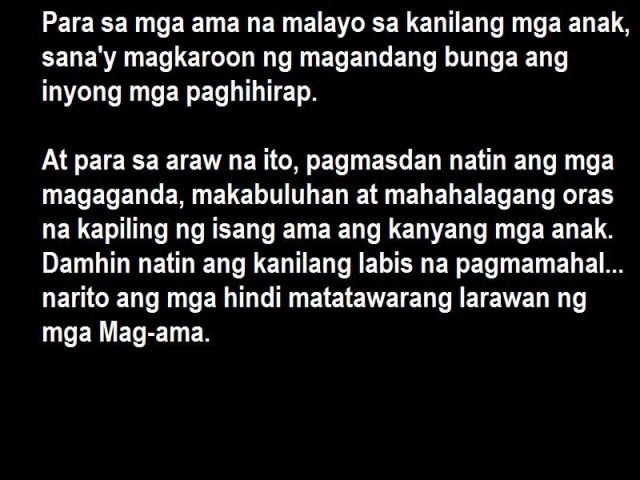 Para sa mga ama na malayo sa kanilang mga anak,
sana'y magkaroon ng magandang bunga ang
inyong mga paghihirap.
At para sa araw na ito, pagmasdan natin ang mga
magaganda, makabuluhan at mahahalagang oras
na kapiling ng isang ama ang kanyang mga anak.
Damhin natin ang kanilang labis na pagmamahal...
narito ang mga hindi matatawarang larawan ng
mga Mag-ama.